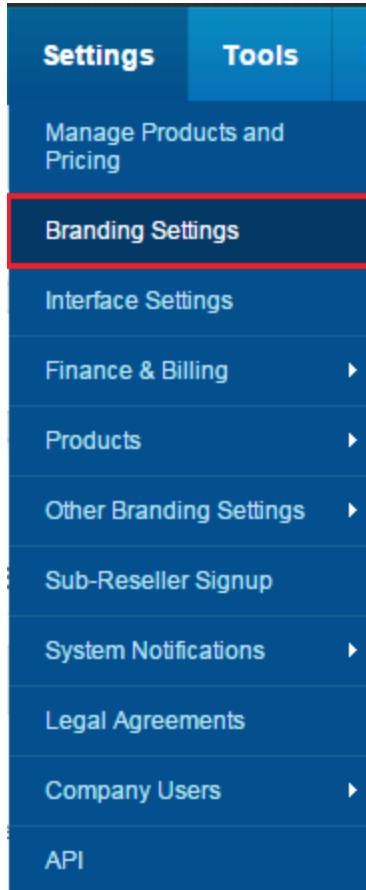 Settings Tools
Manage Products and
Pricing
Branding Settings
Interface Settings
Finance & Billing
Products
Other Branding Settings
Sub-Reseller Signup
System Notifications
Legal Agreements
Company Users
API